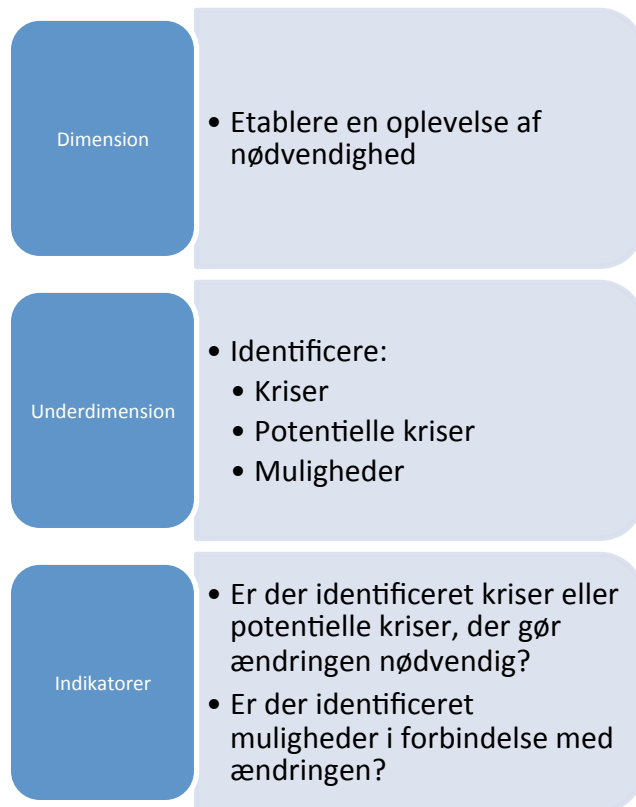 Dimension
• Etablere en oplevelse af
nødvendighed
Underdimension
• Identificere:
• Kriser
• Potentielle kriser
• Muligheder
Indikatorer
• Er der identificeret kriser eller
potentielle kriser, der gør
ændringen nødvendig?
• Er der identificeret
muligheder i forbindelse med
ændringen?